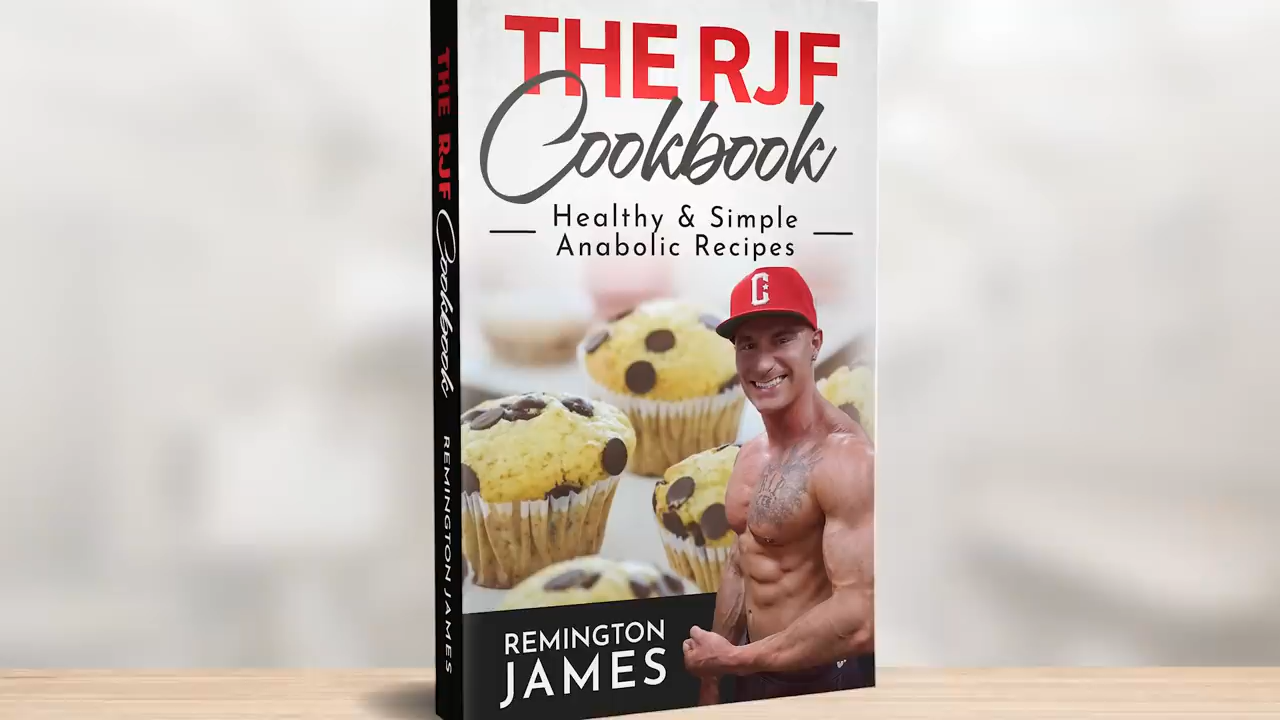 THE RJF
Cookbook
Healthy & Simple
Anabolic Recipes
C
REMINGTON
JAMES
THE RJF Cookbook REMINGTON JAMES